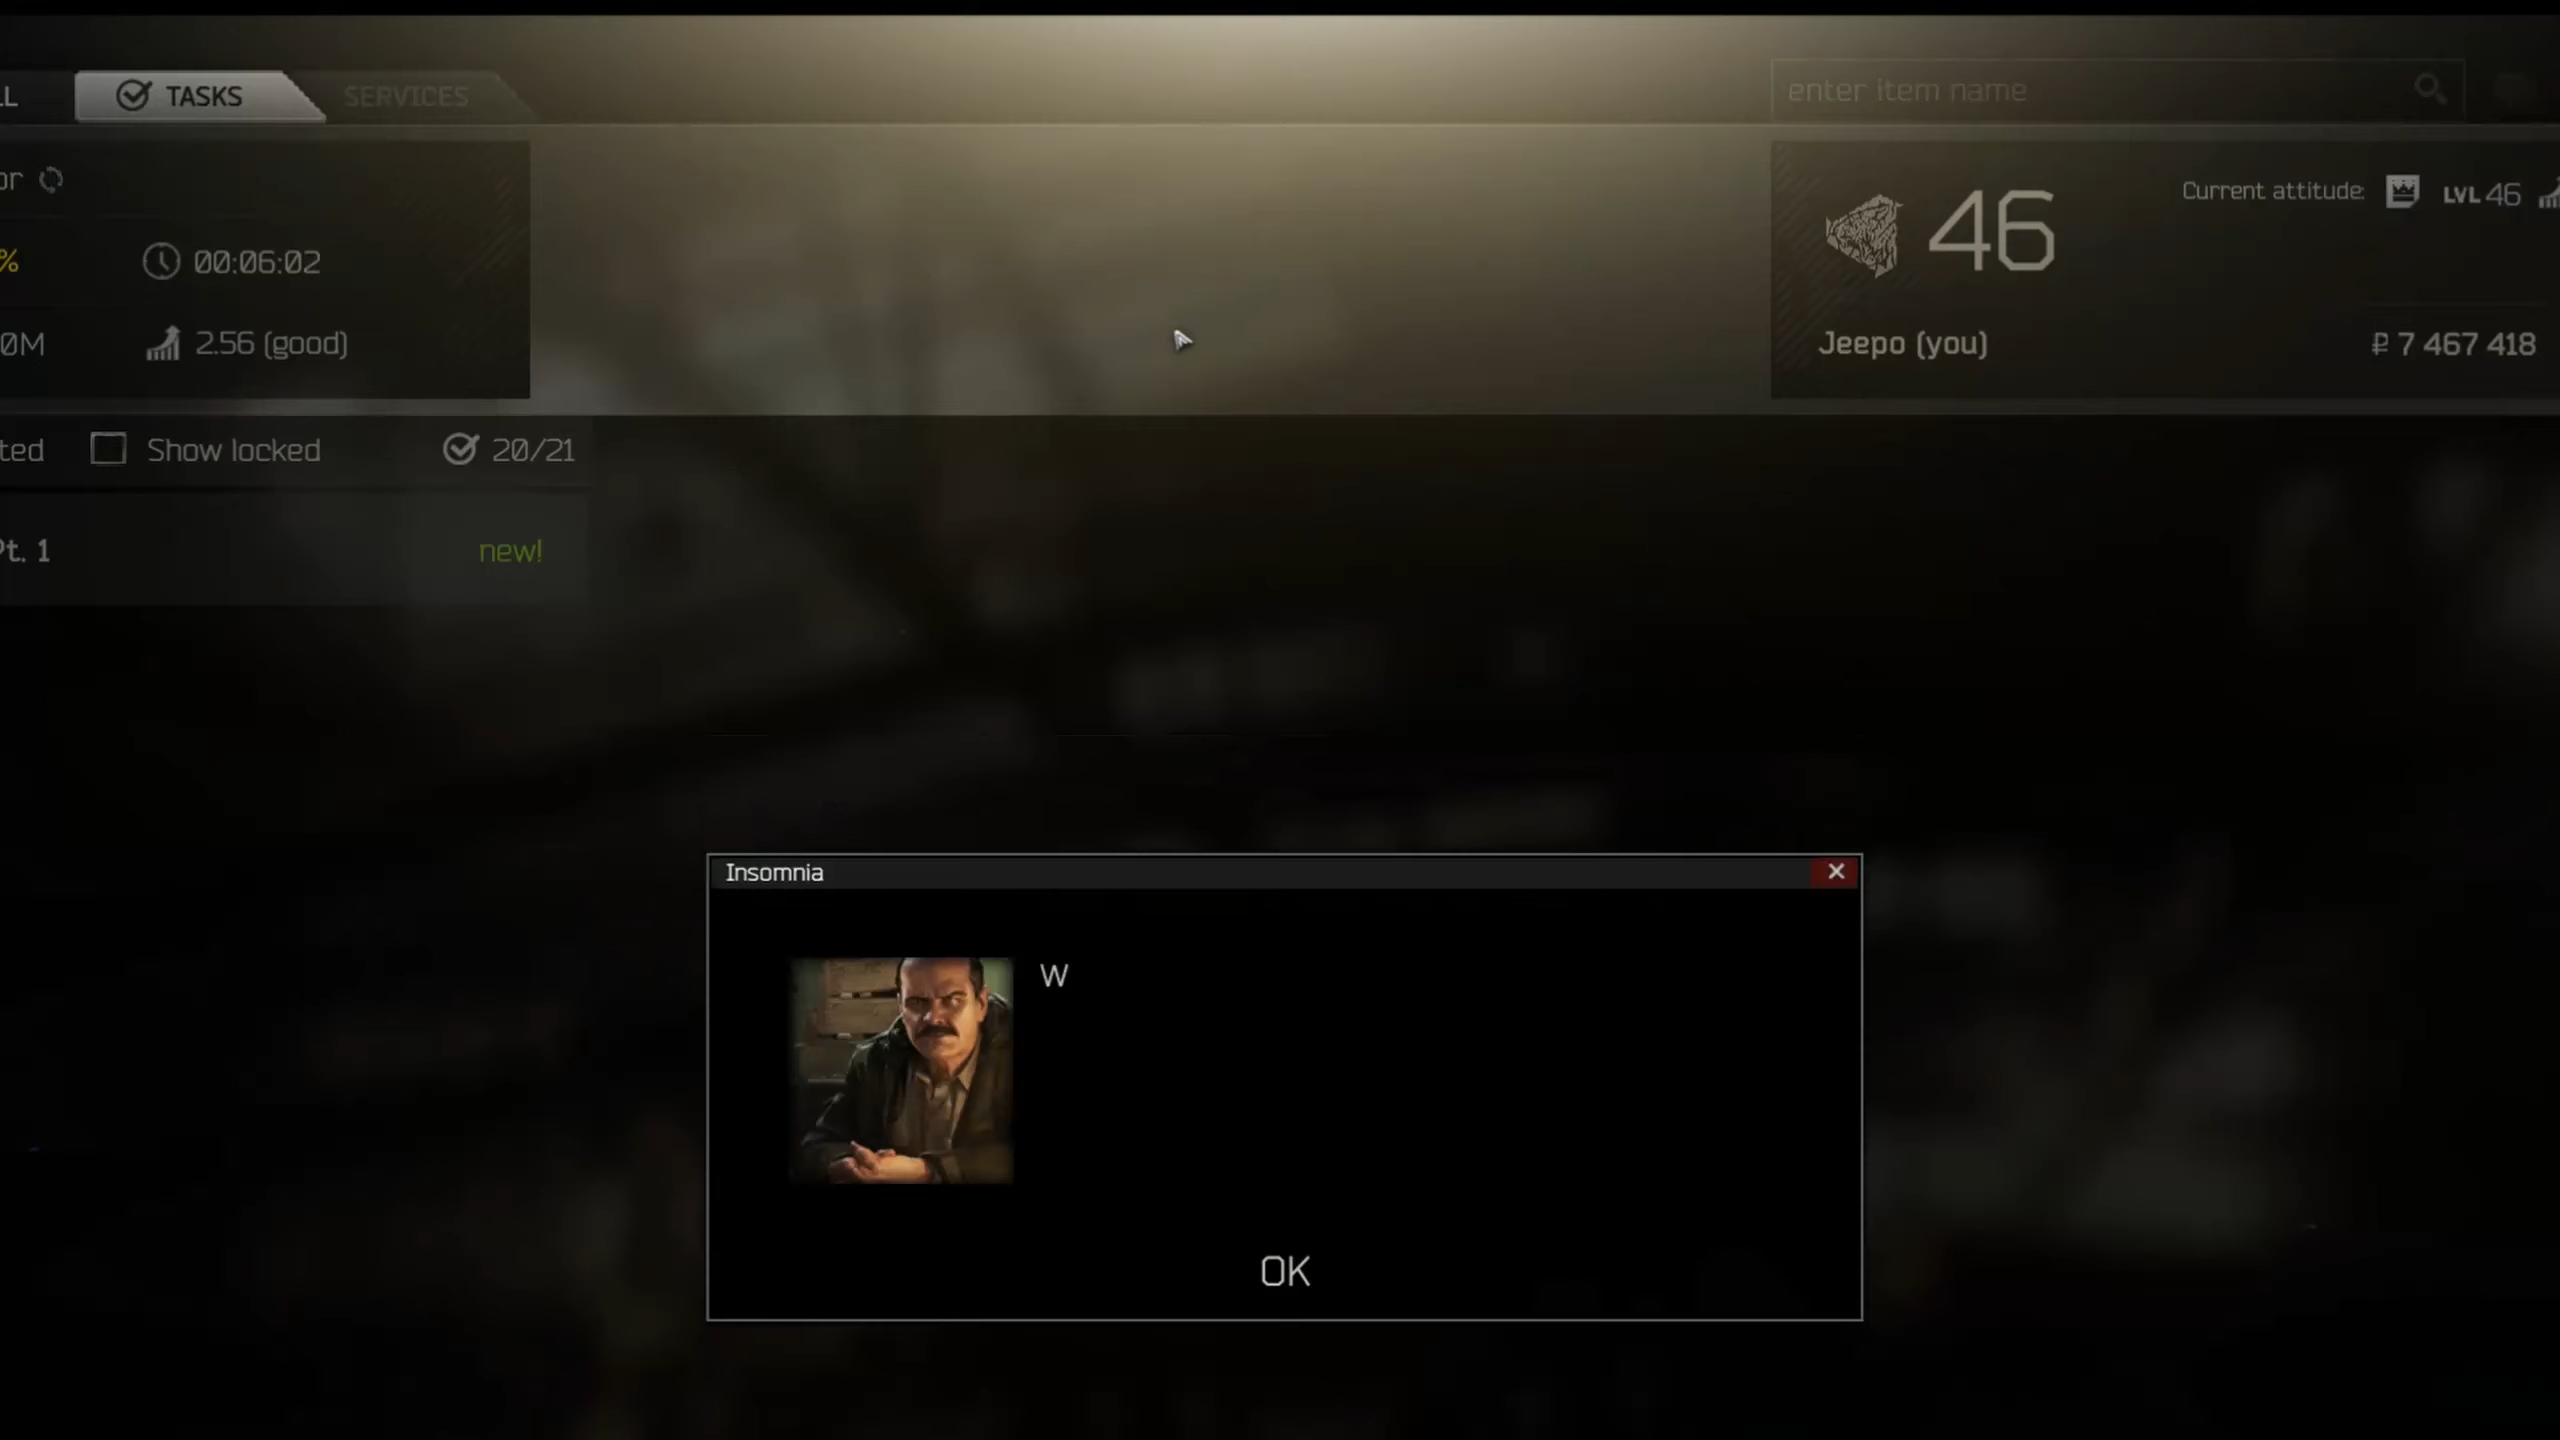 LL
TASKS
SERVICES
enter item name
or
%
00:06:02
0M
2.56 (good)
46
Current attitude:
LVL 46
Jeepo (you)
₽ 7 467 418
ted
Show locked
20/21
Pt. 1
new!
Insomnia
W
OK